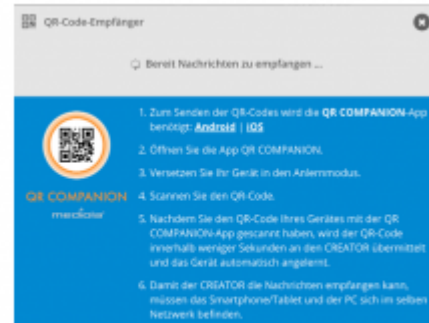 QR-Code-Empfänger
Bereit Nachrichten zu empfangen ...
1. Zum Senden der QR-Codes wird die QR COMPANION-App
benötigt: Android | iOS
2. Öffnen Sie die App QR COMPANION.
3. Versetzen Sie Ihr Gerät in den Anlernmodus.
QR COMPANION
mediola
4. Scannen Sie den QR-Code.
5. Nachdem Sie den QR-Code Ihres Gerätes mit der QR
COMPANION-App gescannt haben, wird der QR-Code
innerhalb weniger Sekunden an den CREATOR übermittelt
und das Gerät automatisch angelernt.
6. Damit der CREATOR die Nachrichten empfangen kann,
müssen das Smartphone/Tablet und der PC sich im selben
Netzwerk befinden.